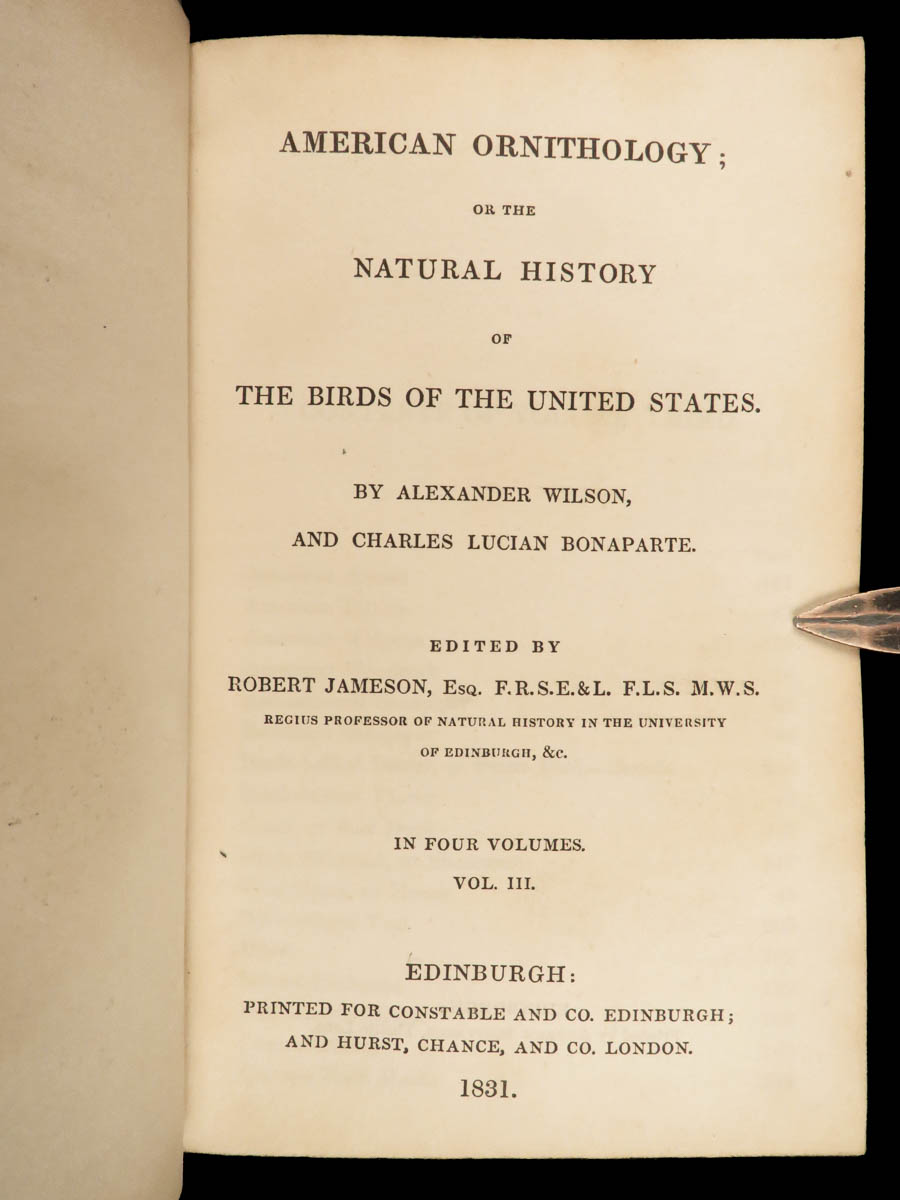 AMERICAN ORNITHOLOGY;
OR THE
NATURAL HISTORY
OF
THE BIRDS OF THE UNITED STATES.
BY ALEXANDER WILSON,
AND CHARLES LUCIAN BONAPARTE.
EDITED BY
ROBERT JAMESON, Esq. F.R.S.E.&L. F.L.S. M.W.S.
REGIUS PROFESSOR OF NATURAL HISTORY IN THE UNIVERSITY
OF EDINBURGH, &c.
IN FOUR VOLUMES.
VOL. III.
EDINBURGH:
PRINTED FOR CONSTABLE AND CO. EDINBURGH;
AND HURST, CHANCE, AND CO. LONDON.
1831.